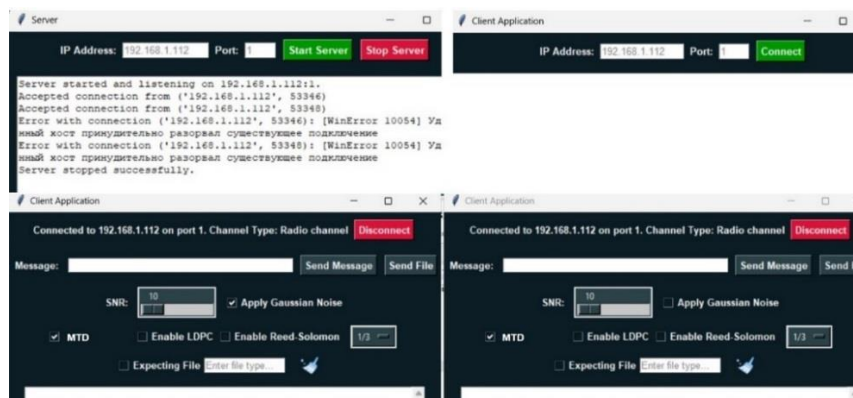 Server
IP Address: 192.168.1.112 Port: 1 Start Server Stop Server
Server started and listening on 192.168.1.112:1.
Accepted connection from ('192.168.1.112', 53346)
Accepted connection from ('192.168.1.112', 53348)
Error with connection ('192.168.1.112', 53346): [WinError 10054] Уд
нный хост принудительно разорвал существующее подключение
Error with connection ('192.168.1.112', 53348): [WinError 10054] Уд
нный хост принудительно разорвал существующее подключение
Server stopped successfully.
Client Application
IP Address: 192.168.1.112 Port: 1 Connect
Client Application
Connected to 192.168.1.112 on port 1. Channel Type: Radio channel Disconnect
Message: Send Message Send File
SNR: 10 Apply Gaussian Noise
MTD Enable LDPC Enable Reed-Solomon 1/3
Expecting File Enter file type...
Client Application
Connected to 192.168.1.112 on port 1. Channel Type: Radio channel Disconnect
Message: Send Message Send
SNR: 10 Apply Gaussian Noise
MTD Enable LDPC Enable Reed-Solomon 1/3
Expecting File Enter file type...